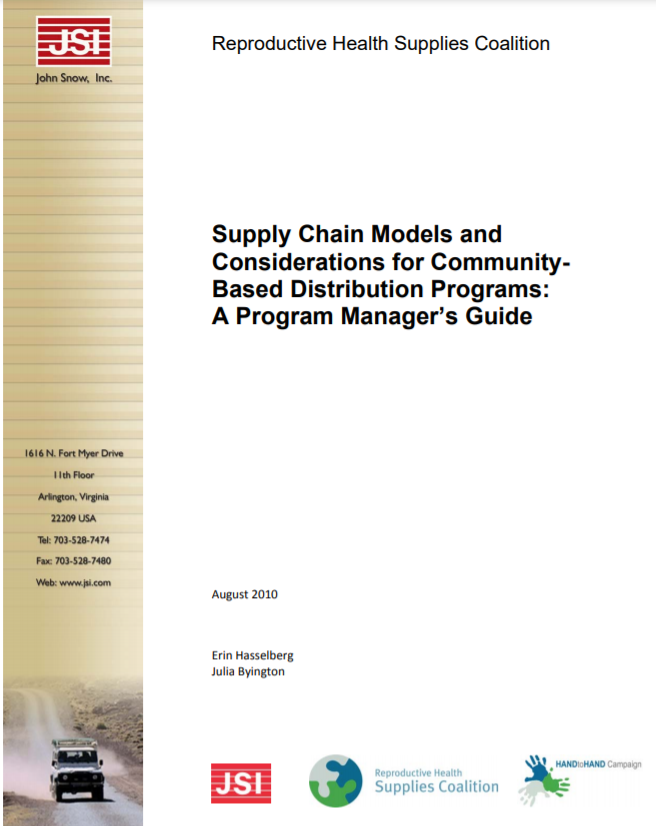 JSI
John Snow, Inc.
Reproductive Health Supplies Coalition
Supply Chain Models and
Considerations for Community-
Based Distribution Programs:
A Program Manager’s Guide
1616 N. Fort Myer Drive
11th Floor
Arlington, Virginia
22209 USA
Tel: 703-528-7474
Fax: 703-528-7480
Web: www.jsi.com
August 2010
Erin Hasselberg
Julia Byington
JSI
Reproductive Health
Supplies Coalition
HANDtoHAND Campaign